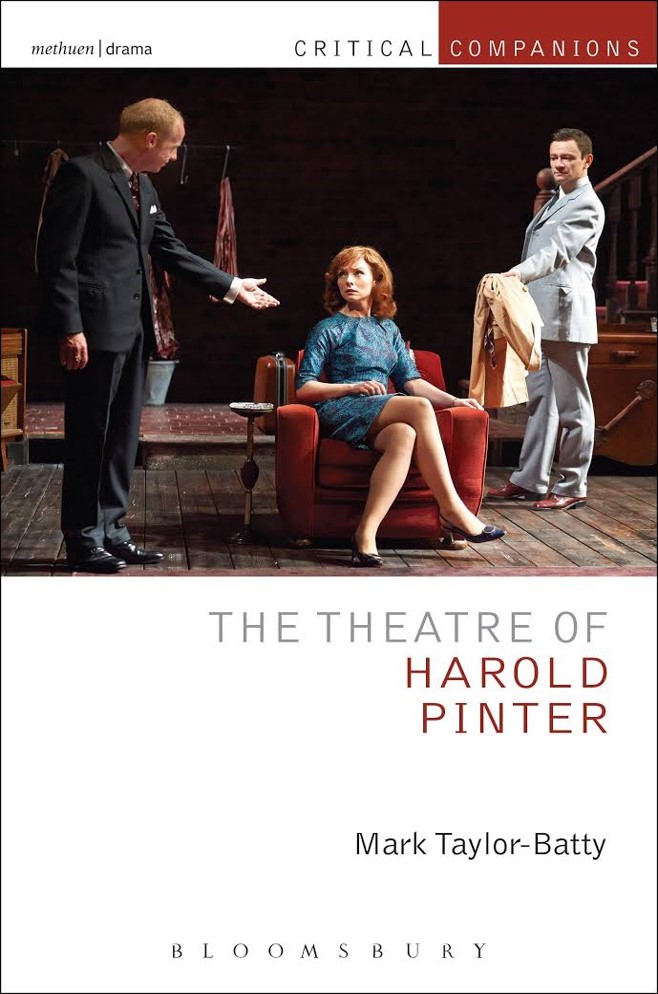 methuen | drama
CRITICAL COMPANIONS
THE THEATRE OF
HAROLD
PINTER
Mark Taylor-Batty
BLOOMSBURY